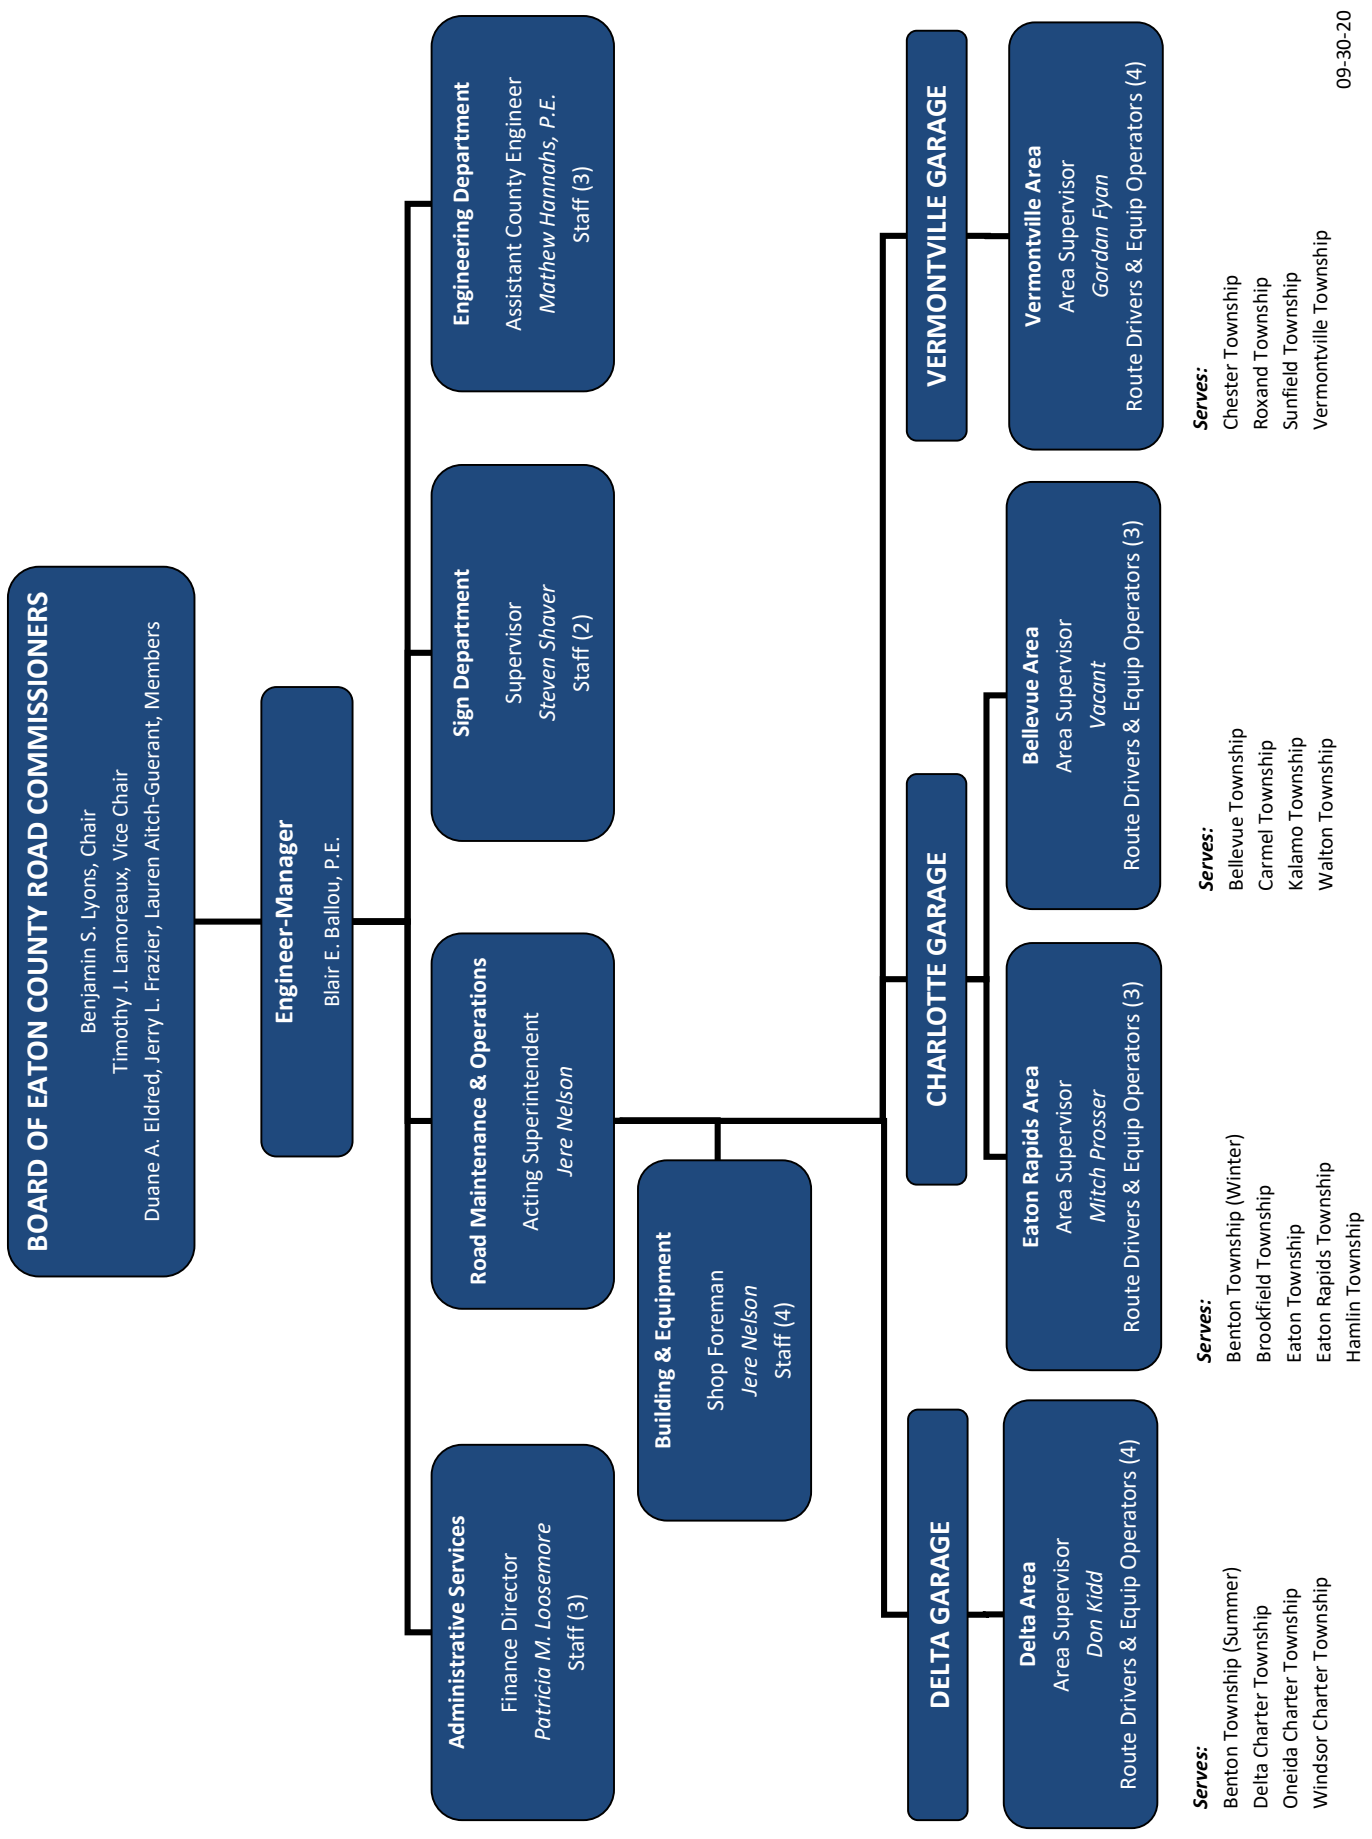 BOARD OF EATON COUNTY ROAD COMMISSIONERS
Benjamin S. Lyons, Chair
Timothy J. Lamoreaux, Vice Chair
Duane A. Eldred, Jerry L. Frazier, Lauren Aitch-Guerant, Members
Engineer-Manager
Blair E. Ballou, P.E.
Administrative Services
Finance Director
Patricia M. Loosemore
Staff (3)
Road Maintenance & Operations
Acting Superintendent
Jere Nelson
Sign Department
Supervisor
Steven Shaver
Staff (2)
Engineering Department
Assistant County Engineer
Mathew Hannahs, P.E.
Staff (3)
Building & Equipment
Shop Foreman
Jere Nelson
Staff (4)
DELTA GARAGE
Delta Area
Area Supervisor
Don Kidd
Route Drivers & Equip Operators (4)
Serves:
Benton Township (Summer)
Delta Charter Township
Oneida Charter Township
Windsor Charter Township
CHARLOTTE GARAGE
Eaton Rapids Area
Area Supervisor
Mitch Prosser
Route Drivers & Equip Operators (3)
Serves:
Benton Township (Winter)
Brookfield Township
Eaton Township
Eaton Rapids Township
Hamlin Township
Bellevue Area
Area Supervisor
Vacant
Route Drivers & Equip Operators (3)
Serves:
Bellevue Township
Carmel Township
Kalamo Township
Walton Township
VERMONTVILLE GARAGE
Vermontville Area
Area Supervisor
Gordan Fyan
Route Drivers & Equip Operators (4)
Serves:
Chester Township
Roxand Township
Sunfield Township
Vermontville Township
09-30-20